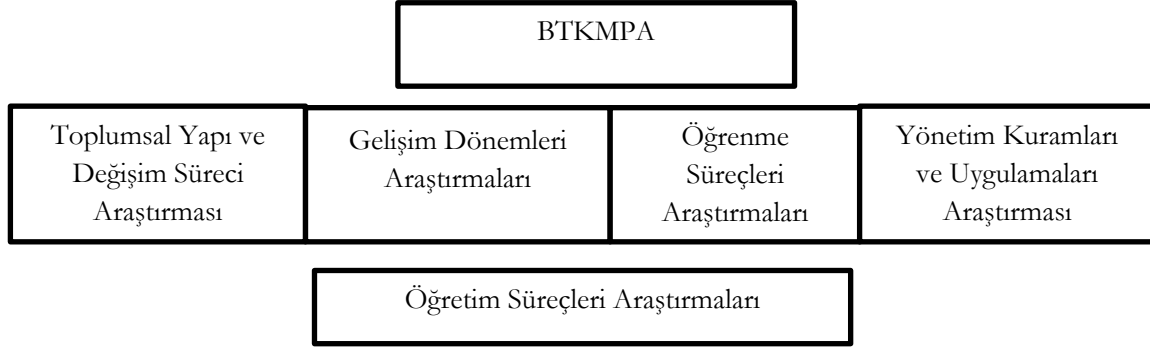 BTKMPA
Toplumsal Yapı ve
Değişim Süreci
Araştırması
Gelişim Dönemleri
Araştırmaları
Öğrenme
Süreçleri
Araştırmaları
Yönetim Kuramları
ve Uygulamaları
Araştırması
Öğretim Süreçleri Araştırmaları